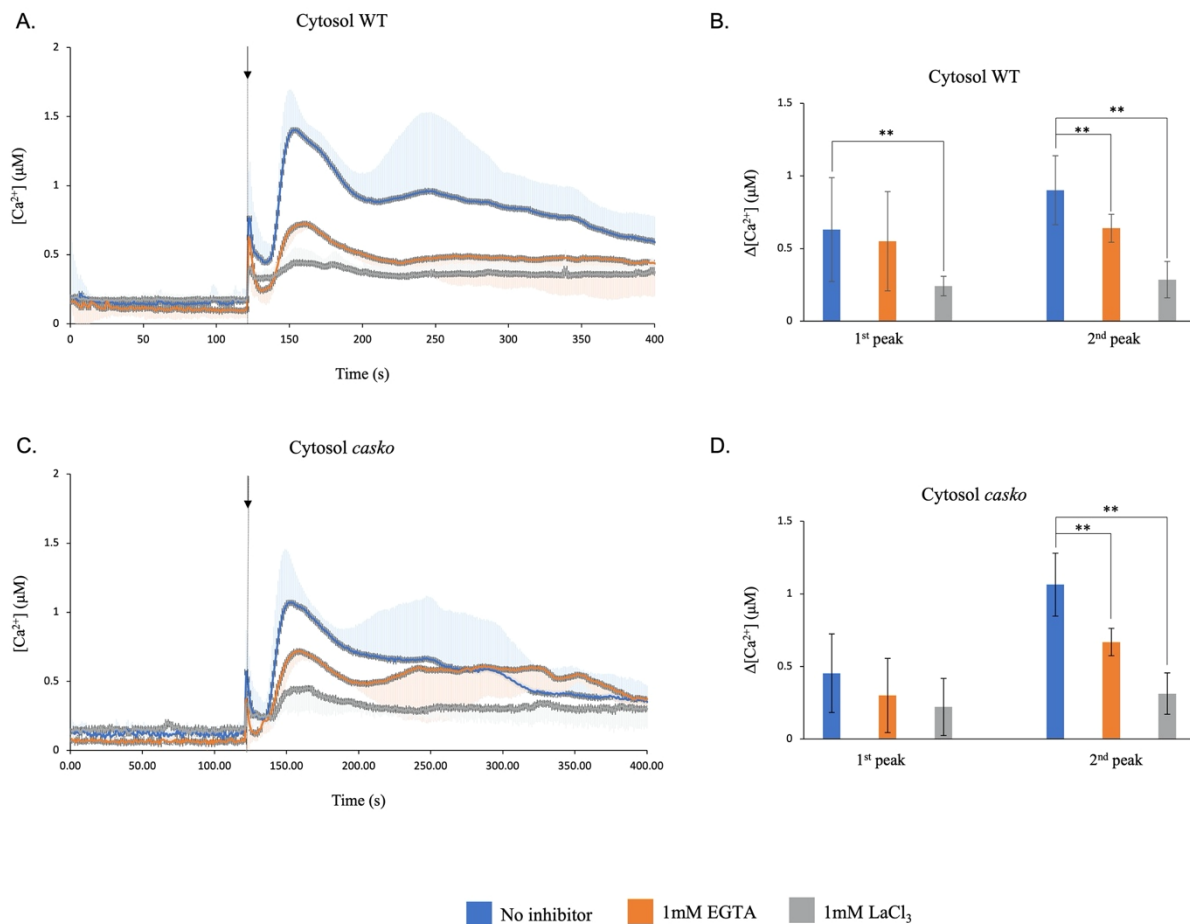 A.
Cytosol WT
2
1.5
1
0.5
0
[Ca²⁺] (µM)
0
50
100
150
200
250
300
350
400
Time (s)
B.
Cytosol WT
1.5
1
0.5
0
Δ[Ca²⁺] (µM)
**
**
**
1st peak
2nd peak
C.
Cytosol casko
2
1.5
1
0.5
0
[Ca²⁺] (µM)
0.00
50.00
100.00
150.00
200.00
250.00
300.00
350.00
400.00
Time (s)
D.
Cytosol casko
1.5
1
0.5
0
Δ[Ca²⁺] (µM)
**
**
1st peak
2nd peak
No inhibitor
1mM EGTA
1mM LaCl₃